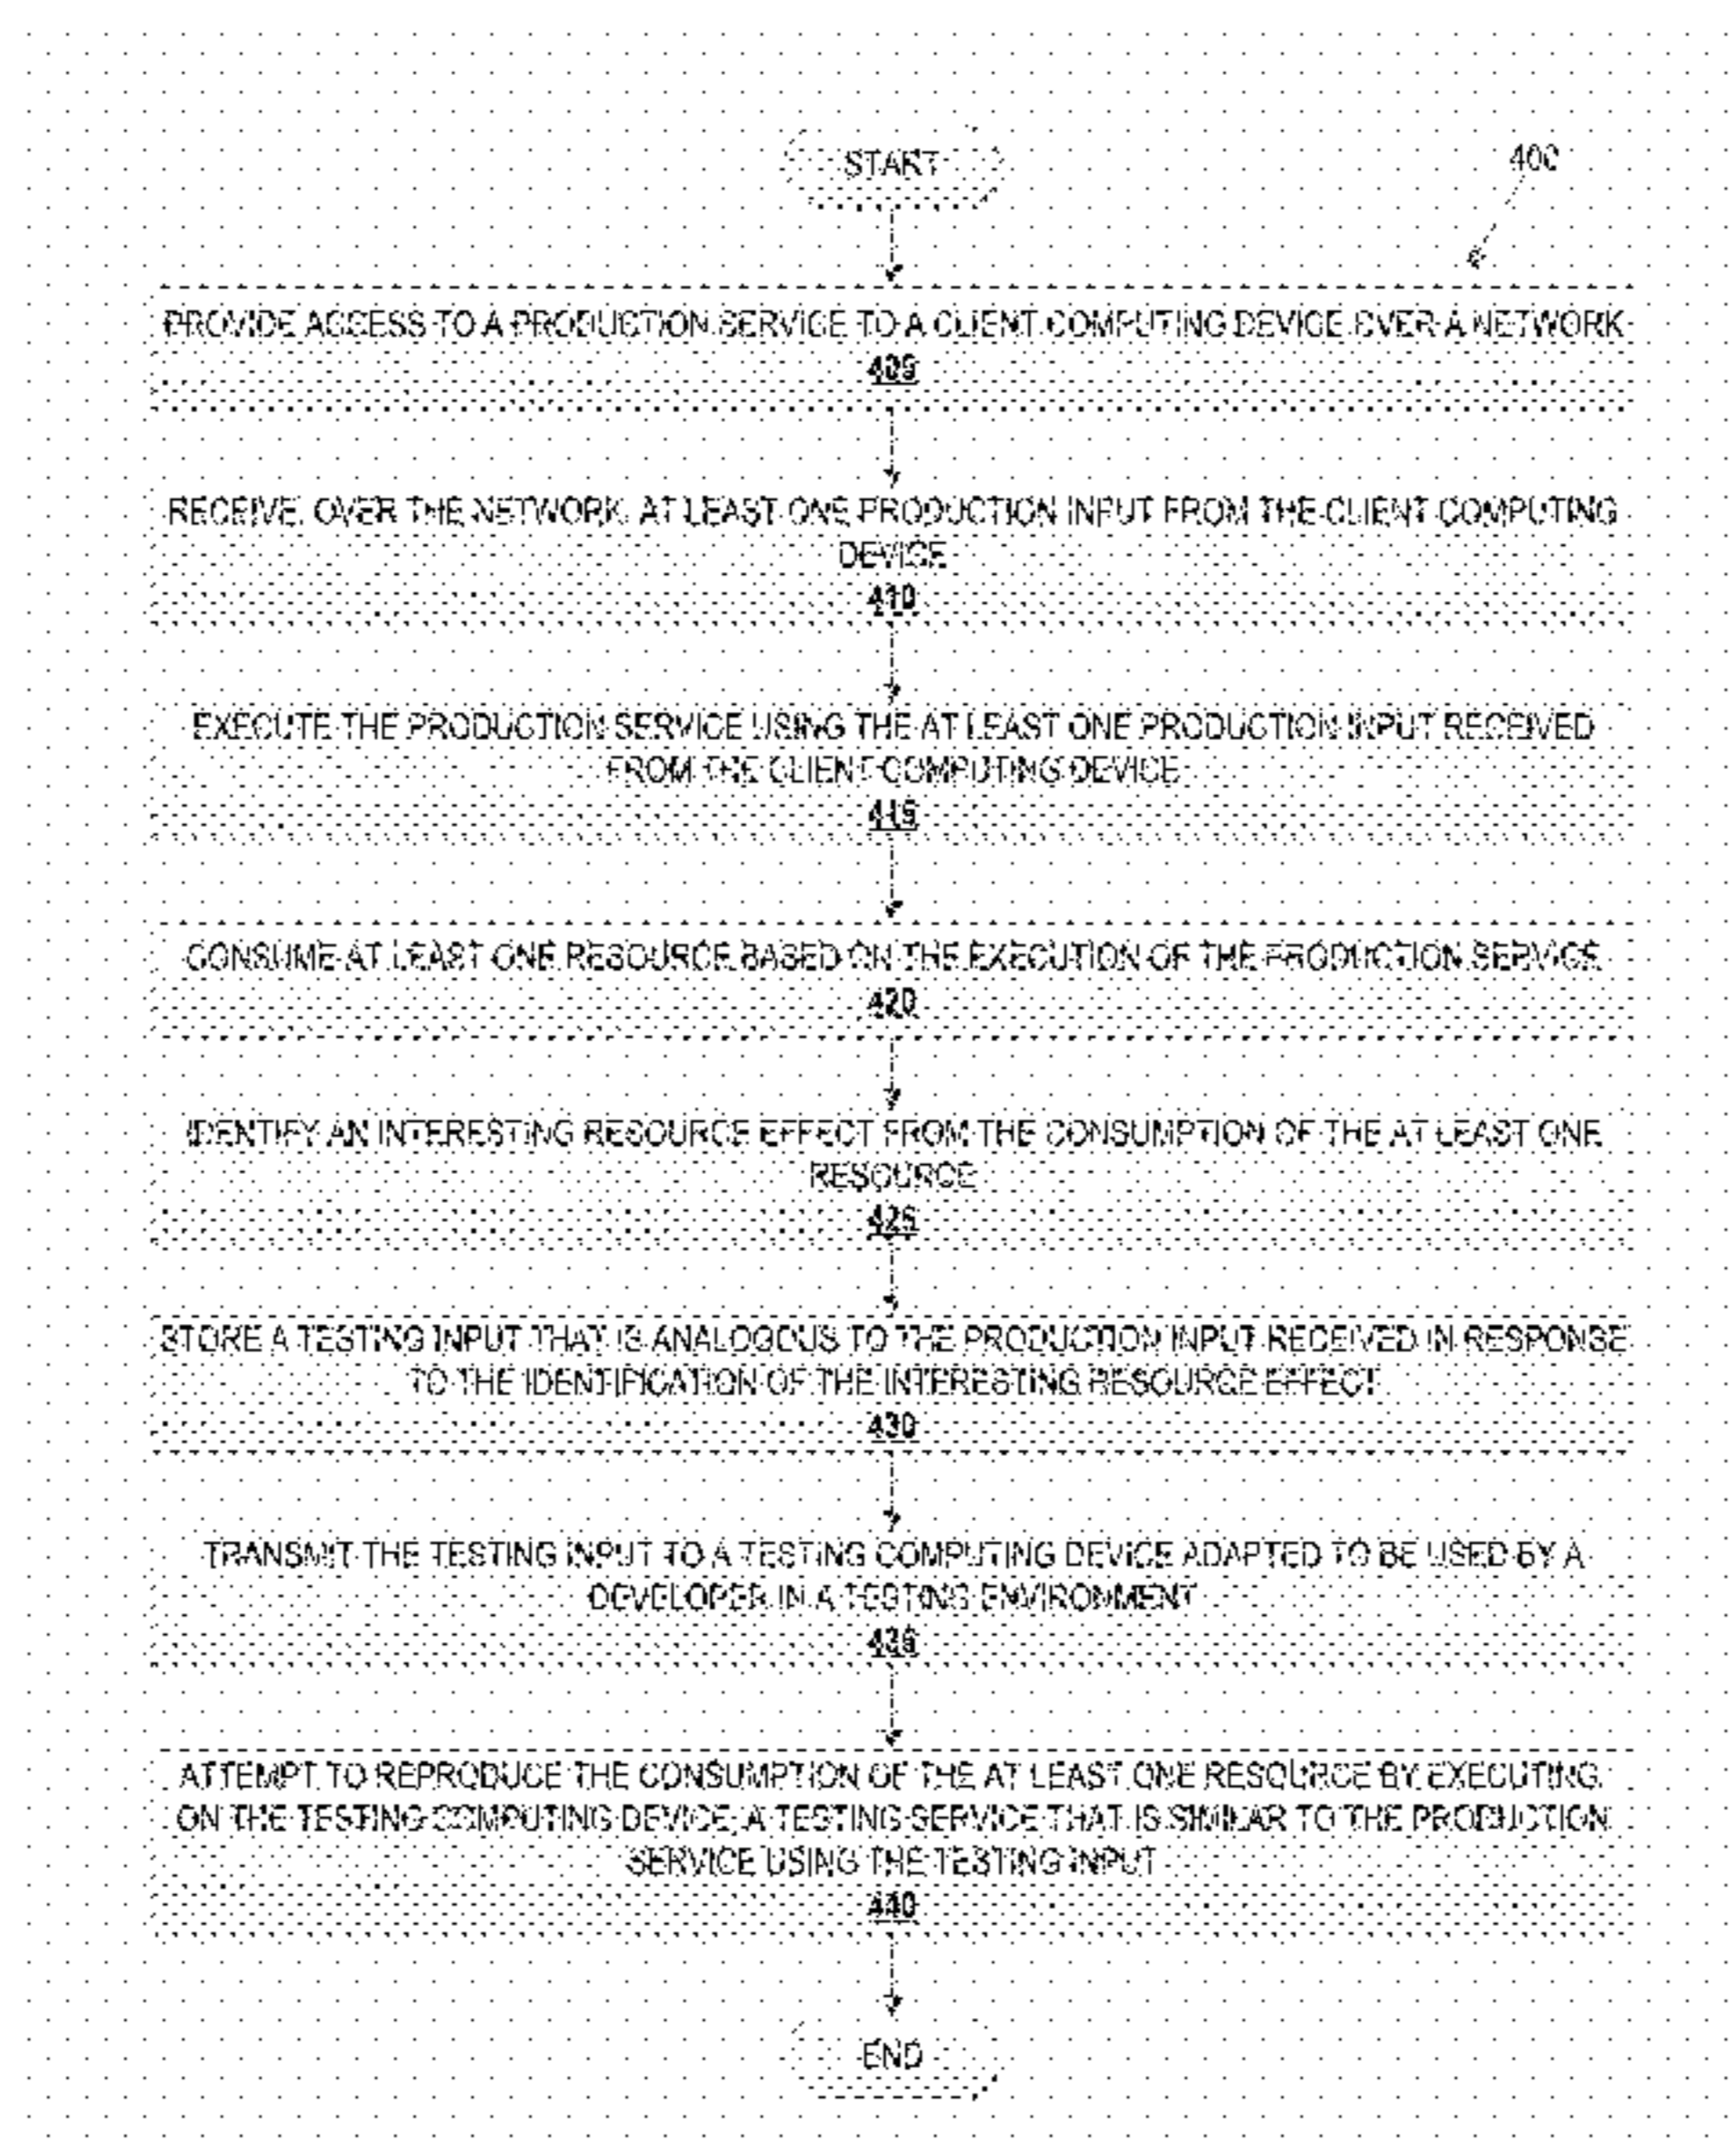 START
400
PROVIDE ACCESS TO A PRODUCTION SERVICE TO A CLIENT COMPUTING DEVICE OVER A NETWORK
405
RECEIVE, OVER THE NETWORK, AT LEAST ONE PRODUCTION INPUT FROM THE CLIENT COMPUTING
DEVICE
410
EXECUTE THE PRODUCTION SERVICE USING THE AT LEAST ONE PRODUCTION INPUT RECEIVED
FROM THE CLIENT COMPUTING DEVICE
415
CONSUME AT LEAST ONE RESOURCE BASED ON THE EXECUTION OF THE PRODUCTION SERVICE
420
IDENTIFY AN INTERESTING RESOURCE EFFECT FROM THE CONSUMPTION OF THE AT LEAST ONE
RESOURCE
425
STORE A TESTING INPUT THAT IS ANALOGOUS TO THE PRODUCTION INPUT RECEIVED IN RESPONSE
TO THE IDENTIFICATION OF THE INTERESTING RESOURCE EFFECT
430
TRANSMIT THE TESTING INPUT TO A TESTING COMPUTING DEVICE ADAPTED TO BE USED BY A
DEVELOPER IN A TESTING ENVIRONMENT
435
ATTEMPT TO REPRODUCE THE CONSUMPTION OF THE AT LEAST ONE RESOURCE BY EXECUTING,
ON THE TESTING COMPUTING DEVICE, A TESTING SERVICE THAT IS SIMILAR TO THE PRODUCTION
SERVICE USING THE TESTING INPUT
440
END